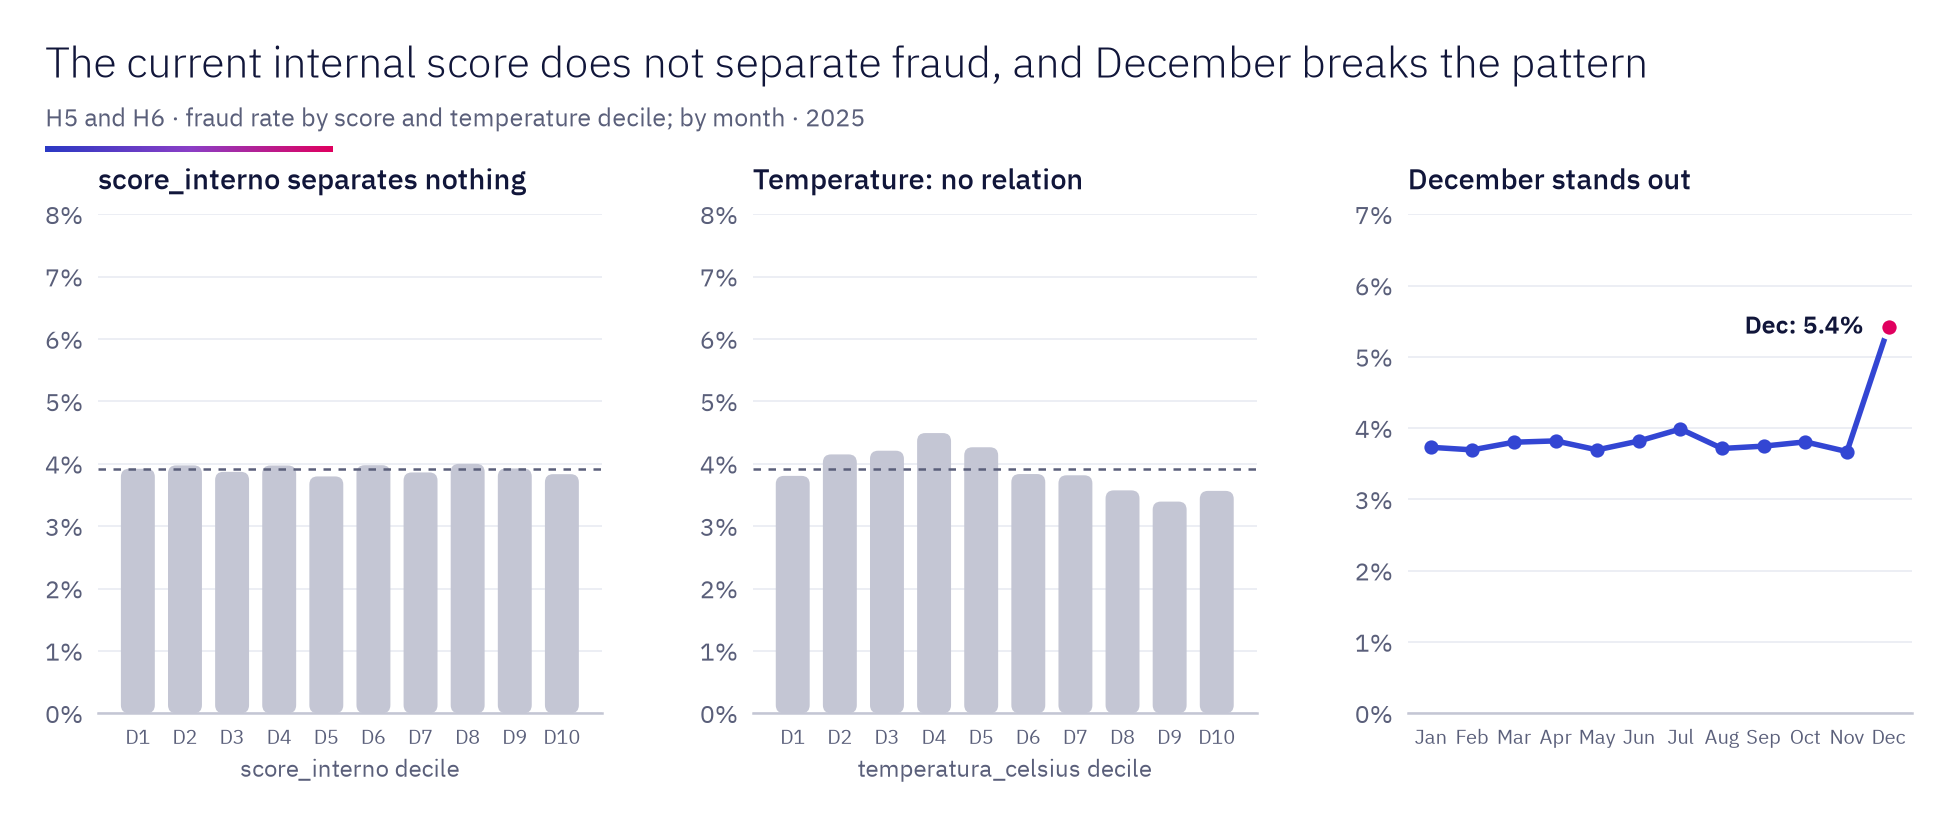 The current internal score does not separate fraud, and December breaks the pattern
H5 and H6 · fraud rate by score and temperature decile; by month · 2025
score_interno separates nothing
8%
7%
6%
5%
4%
3%
2%
1%
0%
D1 D2 D3 D4 D5 D6 D7 D8 D9 D10
score_interno decile
Temperature: no relation
8%
7%
6%
5%
4%
3%
2%
1%
0%
D1 D2 D3 D4 D5 D6 D7 D8 D9 D10
temperatura_celsius decile
December stands out
7%
6%
Dec: 5.4%
5%
4%
3%
2%
1%
0%
Jan Feb Mar Apr May Jun Jul Aug Sep Oct Nov Dec